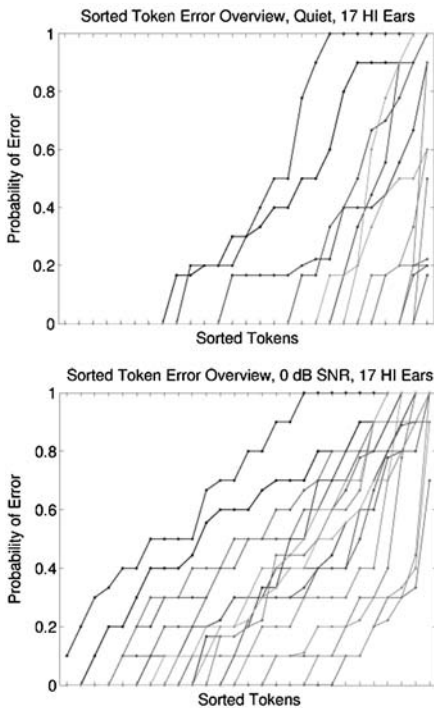 Sorted Token Error Overview, Quiet, 17 HI Ears
1
0.8
0.6
0.4
0.2
0
Probability of Error
Sorted Tokens
Sorted Token Error Overview, 0 dB SNR, 17 HI Ears
1
0.8
0.6
0.4
0.2
0
Probability of Error
Sorted Tokens